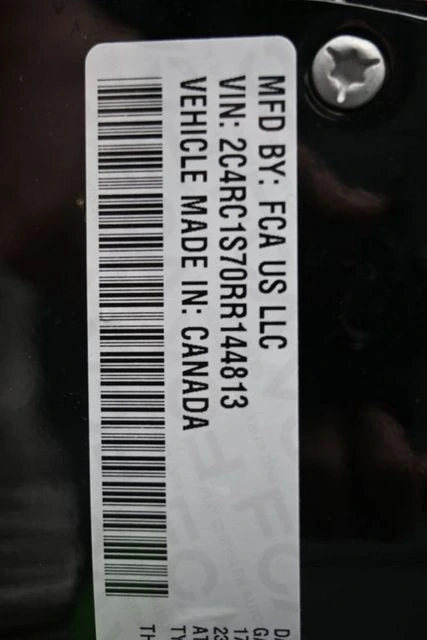 MFD BY: FCA US LLC
VIN: 2C4RC1S70RR144813
VEHICLE MADE IN: CANADA